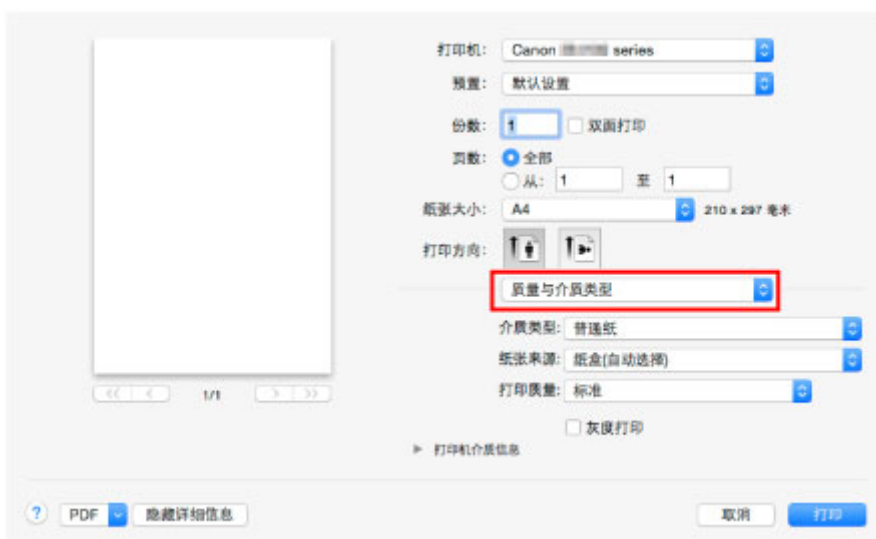 打印机: Canon series
预置: 默认设置
份数: 1 双面打印
页数: 全部
从: 1 至 1
纸张大小: A4 210 x 297 毫米
打印方向:
质量与介质类型
介质类型: 普通纸
纸张来源: 纸盒(自动选择)
打印质量: 标准
灰度打印
打印机介质信息
1/1
? PDF 隐藏详细信息 取消 打印